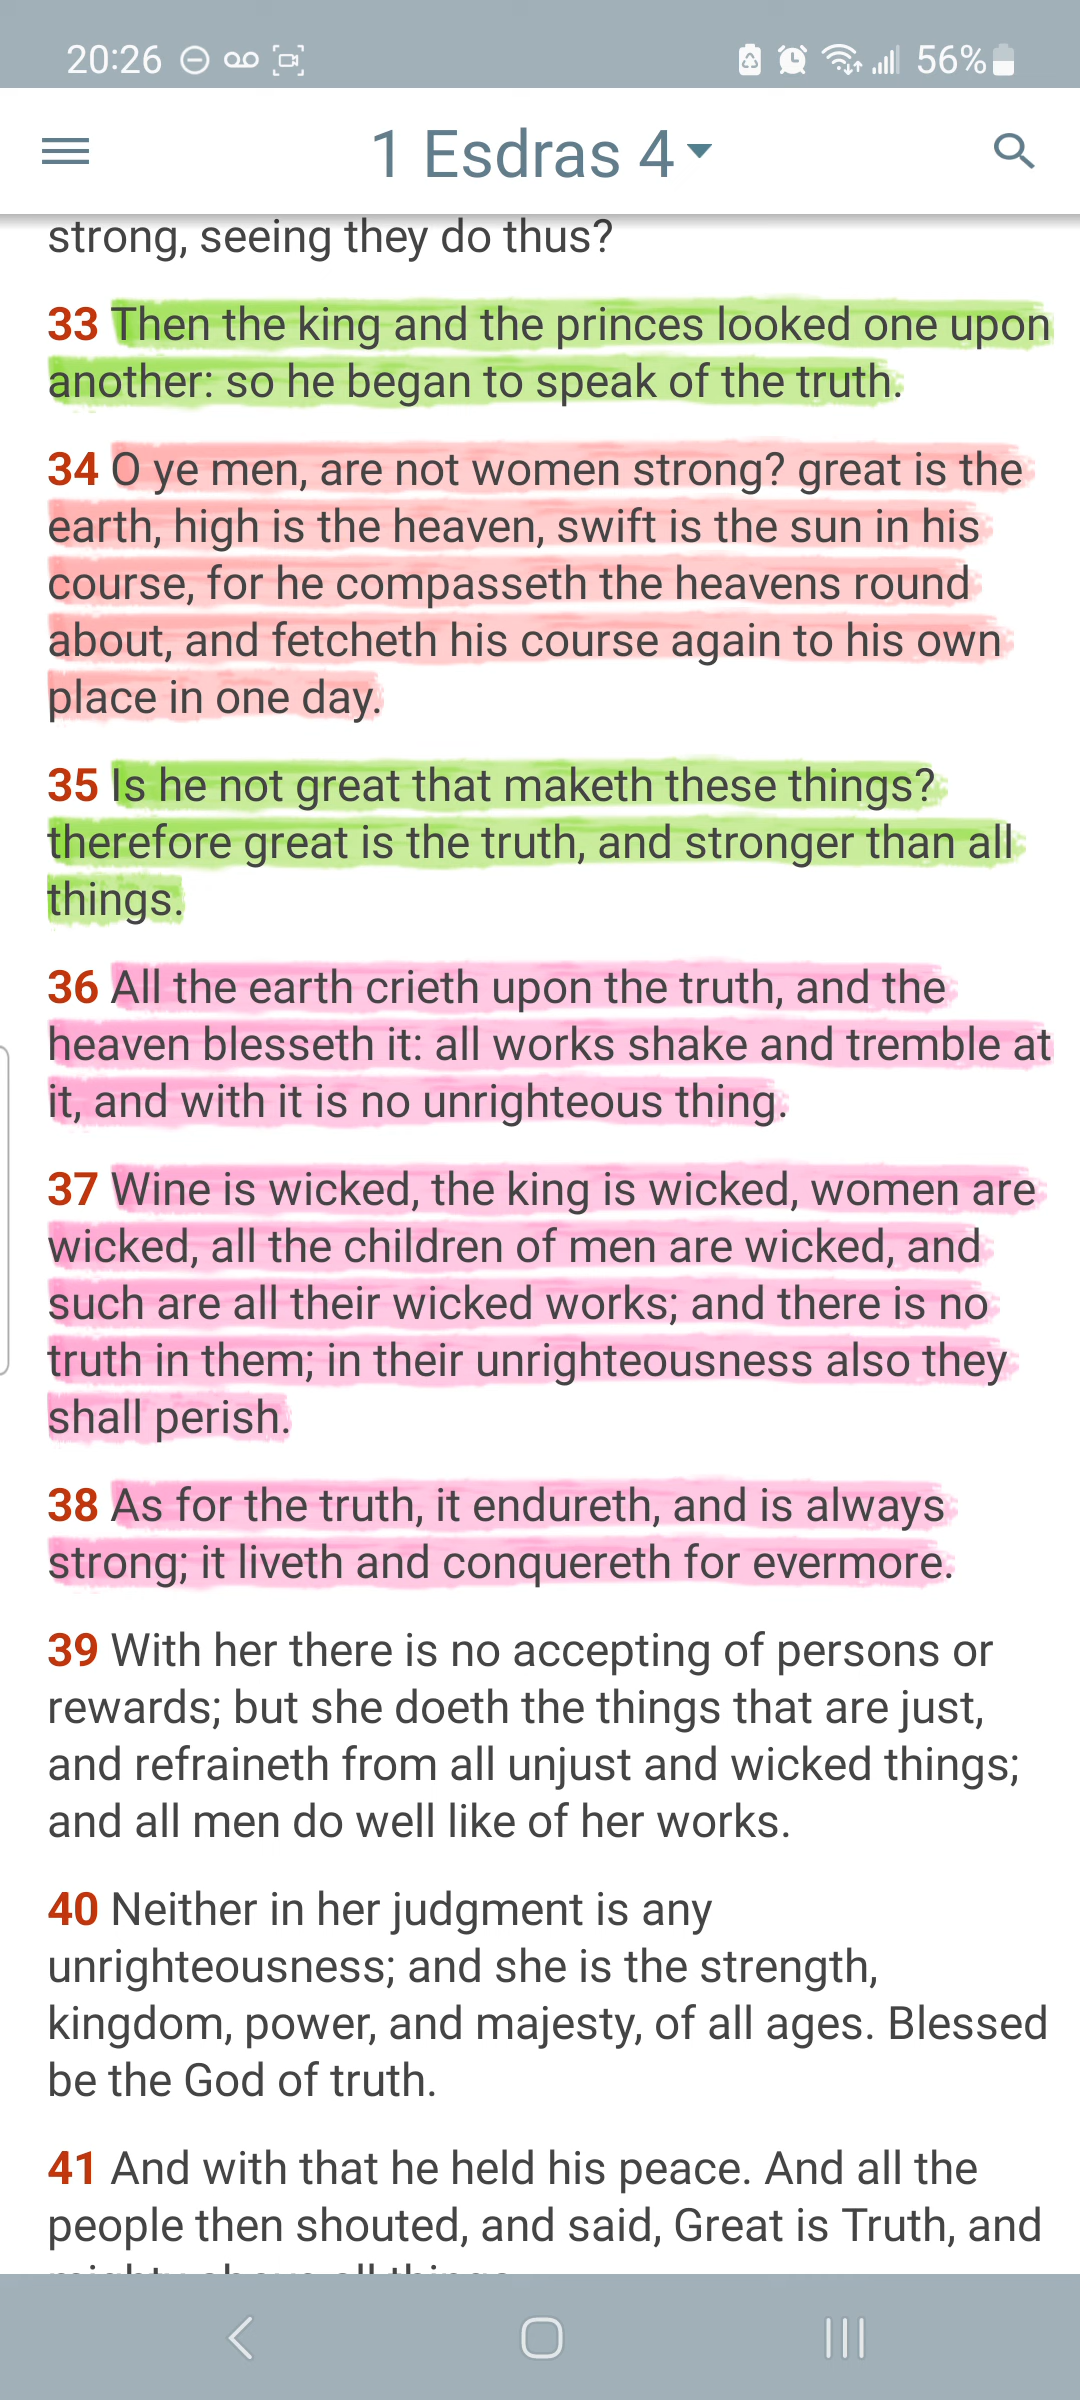 20:26 56%
1 Esdras 4
strong, seeing they do thus?
33 Then the king and the princes looked one upon
another: so he began to speak of the truth.
34 O ye men, are not women strong? great is the
earth, high is the heaven, swift is the sun in his
course, for he compasseth the heavens round
about, and fetcheth his course again to his own
place in one day.
35 Is he not great that maketh these things?
therefore great is the truth, and stronger than all
things.
36 All the earth crieth upon the truth, and the
heaven blesseth it: all works shake and tremble at
it, and with it is no unrighteous thing.
37 Wine is wicked, the king is wicked, women are
wicked, all the children of men are wicked, and
such are all their wicked works; and there is no
truth in them; in their unrighteousness also they
shall perish.
38 As for the truth, it endureth, and is always
strong; it liveth and conquereth for evermore.
39 With her there is no accepting of persons or
rewards; but she doeth the things that are just,
and refraineth from all unjust and wicked things;
and all men do well like of her works.
40 Neither in her judgment is any
unrighteousness; and she is the strength,
kingdom, power, and majesty, of all ages. Blessed
be the God of truth.
41 And with that he held his peace. And all the
people then shouted, and said, Great is Truth, and
mighty above all things.